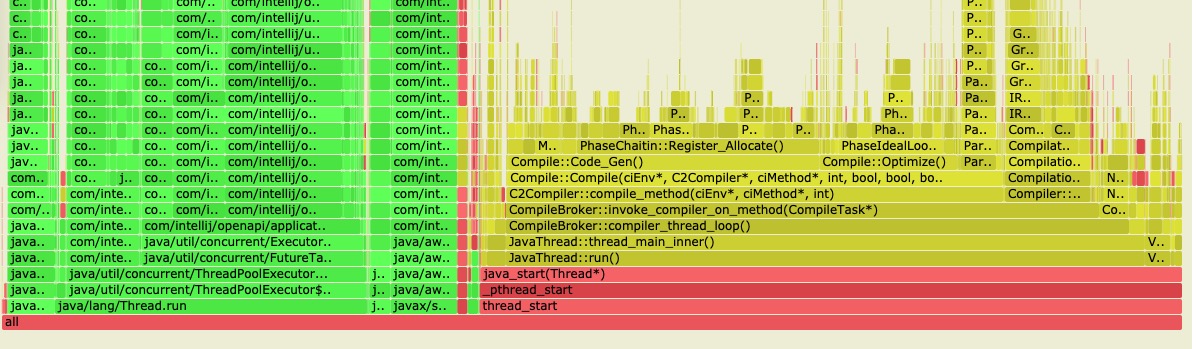 c.. co.. com/.. com/intellij/o.. com/int.. P..
c.. co.. com/i.. com/intellij/u.. com/int.. P..
c.. co.. com/i.. com/intellij/u.. com/int.. P.. G..
ja.. co.. com/i.. com/intellij/u.. com/int.. P.. Gr..
ja.. co.. co.. com/i.. com/intellij/o.. com/int.. P.. Gr..
ja.. co.. co.. com/i.. com/intellij/o.. com/int.. Pa.. Gr..
ja.. co.. co.. com/i.. com/intellij/o.. com/int.. P.. P.. Pa.. IR..
ja.. co.. co.. com/i.. com/intellij/o.. com/int.. P.. P.. Ph.. Pa.. IR..
jav.. co.. co.. com/i.. com/intellij/o.. com/int.. Ph.. Phas.. P.. P.. Pha.. Pa.. Com.. C..
jav.. co.. co.. com/i.. com/intellij/o.. com/int.. M.. PhaseChaitin::Register_Allocate() PhaseIdealLoo.. Par.. Compilat..
jav.. co.. co.. com/i.. com/intellij/o.. com/int.. Compile::Code_Gen() Compile::Optimize() Par.. Compilatio..
com.. co.. j.. com/i.. com/intellij/o.. com/int.. Compile::Compile(ciEnv*, C2Compiler*, ciMethod*, int, bool, bool, bo.. Compilatio.. N..
com.. com/inte.. co.. com/i.. com/intellij/o.. com/int.. C2Compiler::compile_method(ciEnv*, ciMethod*, int) Compiler::.. N..
com/.. com/inte.. co.. com/i.. com/intellij/o.. com/int.. CompileBroker::invoke_compiler_on_method(CompileTask*) Co..
java.. com/inte.. com/intellij/openapi/applicat.. com/int.. CompileBroker::compiler_thread_loop()
java.. com/inte.. java/util/concurrent/Executor.. java/aw.. JavaThread::thread_main_inner() V..
java.. com/inte.. java/util/concurrent/FutureTa.. java/aw.. JavaThread::run() V..
java.. java/util/concurrent/ThreadPoolExecutor... j.. java/aw.. java_start(Thread*)
java.. java/util/concurrent/ThreadPoolExecutor$.. j.. java/aw.. _pthread_start
java.. java/lang/Thread.run j.. javax/s.. thread_start
all